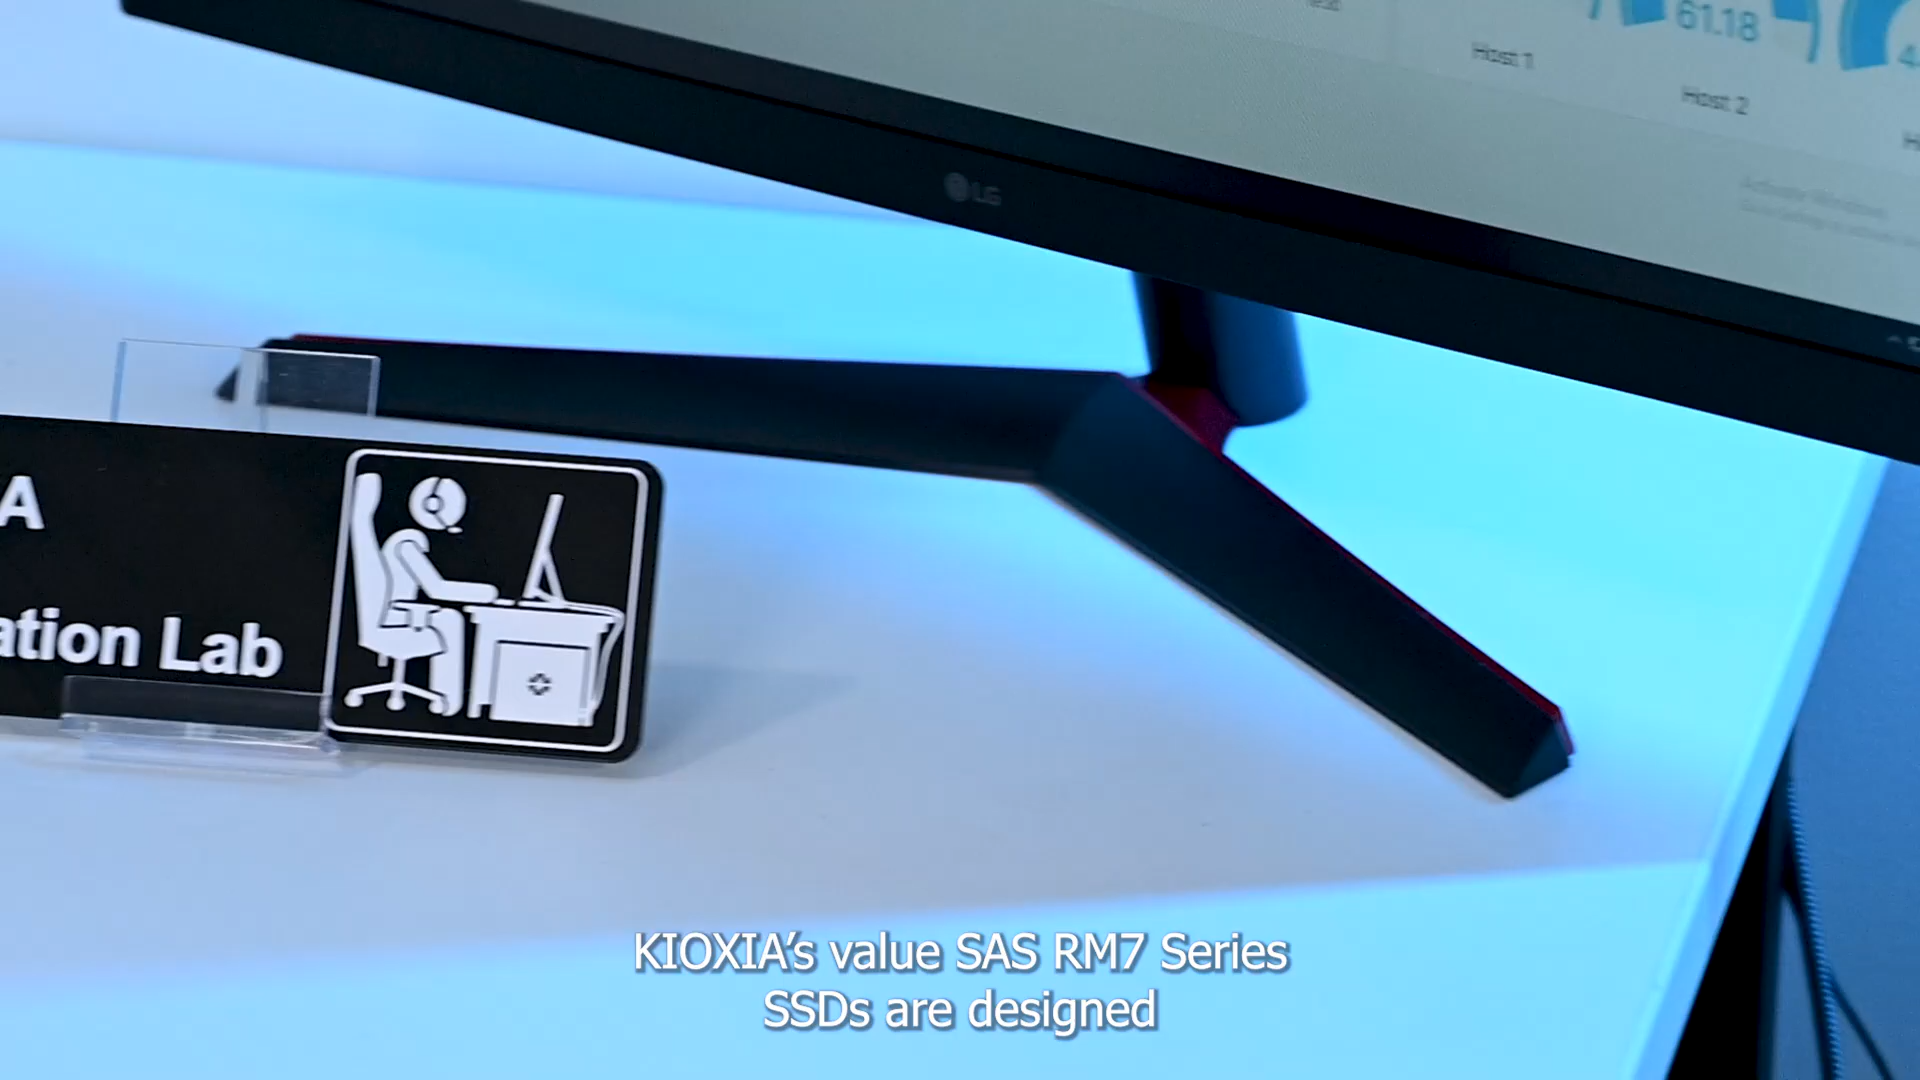 61.18
Host 1
Host 2
LG
A
ation Lab
KIOXIA's value SAS RM7 Series
SSDs are designed